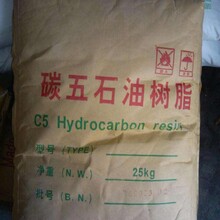 碳五石油树脂
C5 Hydrocarbon resin
型号 (TYPE)
净重 (N.W.) 25kg
批号 (B.N.)